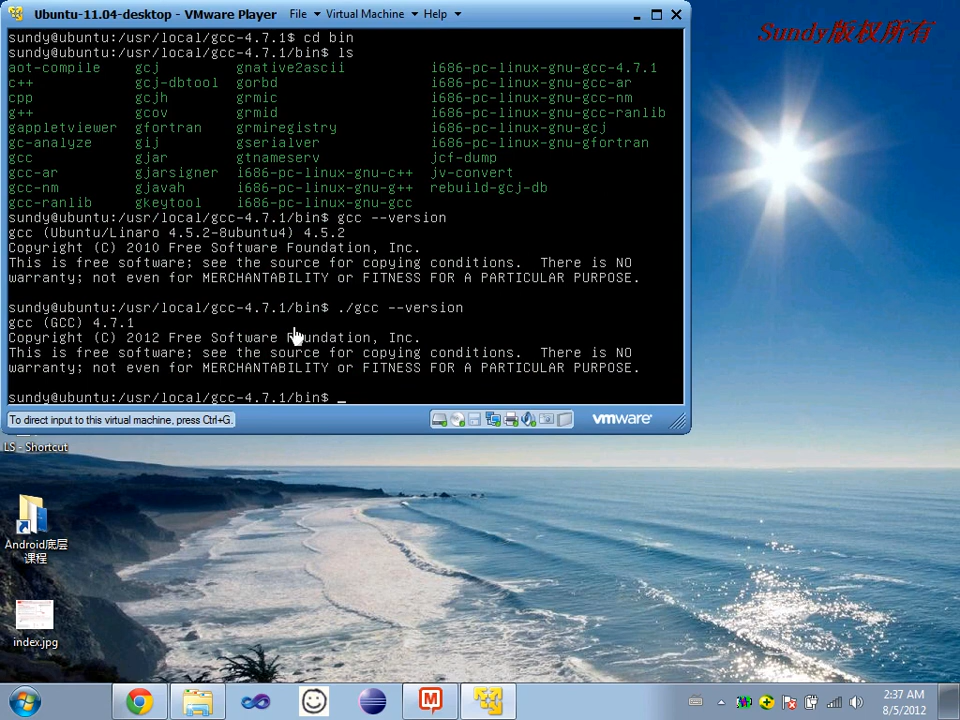 Ubuntu-11.04-desktop - VMware Player File Virtual Machine Help
Sundy版权所有
sundy@ubuntu:/usr/local/gcc-4.7.1$ cd bin
sundy@ubuntu:/usr/local/gcc-4.7.1/bin$ ls
aot-compile gcj gnative2ascii i686-pc-linux-gnu-gcc-4.7.1
c++ gcj-dbtool gorbd i686-pc-linux-gnu-gcc-ar
cpp gcjh grmic i686-pc-linux-gnu-gcc-nm
g++ gcov grmid i686-pc-linux-gnu-gcc-ranlib
gappletviewer gfortran grmiregistry i686-pc-linux-gnu-gcj
gc-analyze gij gserialver i686-pc-linux-gnu-gfortran
gcc gjar gtnameserv jcf-dump
gcc-ar gjarsigner i686-pc-linux-gnu-c++ jv-convert
gcc-nm gjavah i686-pc-linux-gnu-g++ rebuild-gcj-db
gcc-ranlib gkeytool i686-pc-linux-gnu-gcc
sundy@ubuntu:/usr/local/gcc-4.7.1/bin$ gcc --version
gcc (Ubuntu/Linaro 4.5.2-8ubuntu4) 4.5.2
Copyright (C) 2010 Free Software Foundation, Inc.
This is free software; see the source for copying conditions. There is NO
warranty; not even for MERCHANTABILITY or FITNESS FOR A PARTICULAR PURPOSE.
sundy@ubuntu:/usr/local/gcc-4.7.1/bin$ ./gcc --version
gcc (GCC) 4.7.1
Copyright (C) 2012 Free Software Foundation, Inc.
This is free software; see the source for copying conditions. There is NO
warranty; not even for MERCHANTABILITY or FITNESS FOR A PARTICULAR PURPOSE.
sundy@ubuntu:/usr/local/gcc-4.7.1/bin$ _
To direct input to this virtual machine, press Ctrl+G.
vmware
LS - Shortcut
Android底层
课程
index.jpg
2:37 AM
8/5/2012